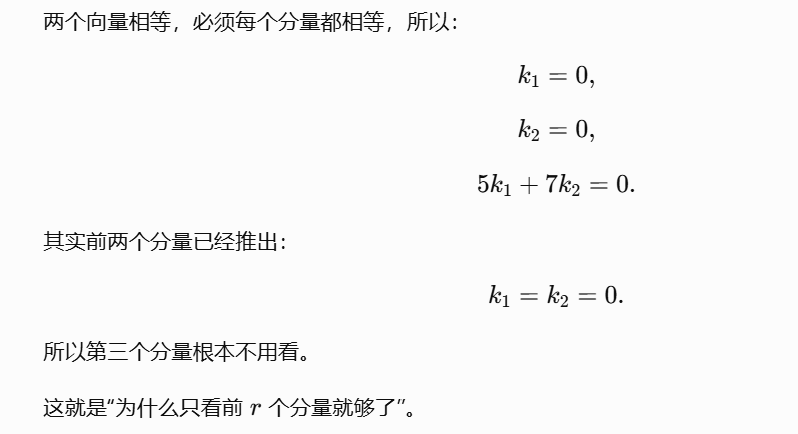 两个向量相等，必须每个分量都相等，所以：
k₁ = 0,
k₂ = 0,
5k₁ + 7k₂ = 0.
其实前两个分量已经推出：
k₁ = k₂ = 0.
所以第三个分量根本不用看。
这就是“为什么只看前 r 个分量就够了”。